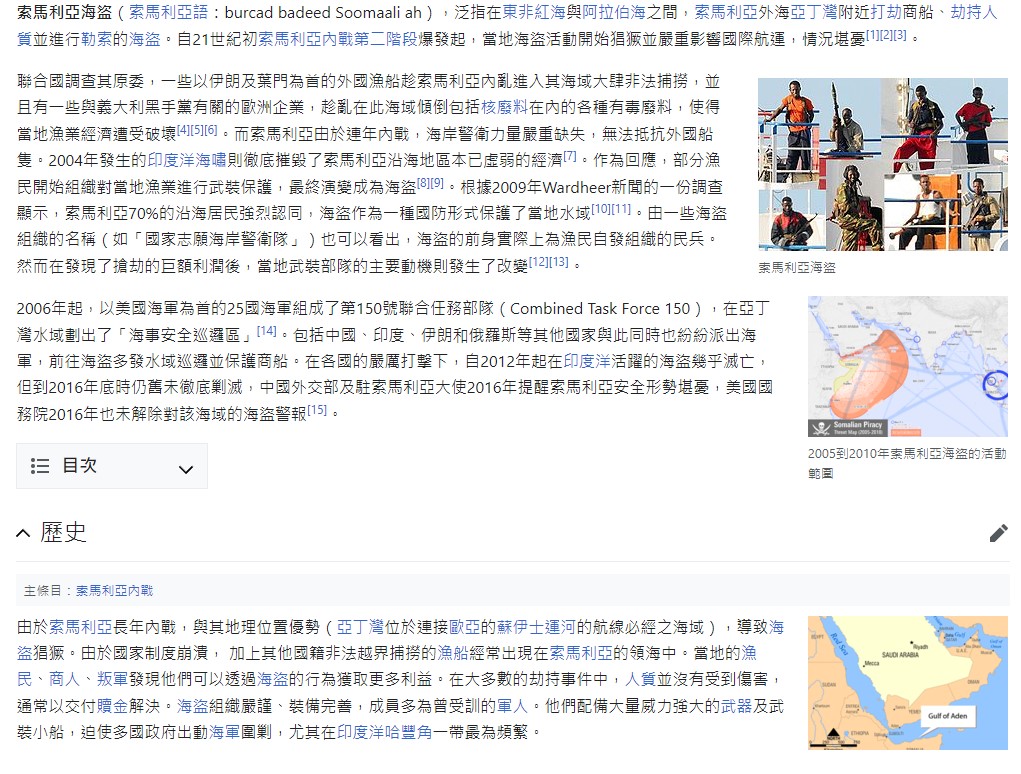 索馬利亞海盜（索馬利亞語：burcad badeed Soomaali ah），泛指在東非紅海與阿拉伯海之間，索馬利亞外海亞丁灣附近打劫商船、劫持人
質並進行勒索的海盜。自21世紀初索馬利亞內戰第二階段爆發起，當地海盜活動開始猖獗並嚴重影響國際航運，情況堪憂[1][2][3]。
聯合國調查其原委，一些以伊朗及葉門為首的外國漁船趁索馬利亞內亂進入其海域大肆非法捕撈，並
且有一些與義大利黑手黨有關的歐洲企業，趁亂在此海域傾倒包括核廢料在內的各種有毒廢料，使得
當地漁業經濟遭受破壞[4][5][6]。而索馬利亞由於連年內戰，海岸警衛力量嚴重缺失，無法抵抗外國船
隻。2004年發生的印度洋海嘯則徹底摧毀了索馬利亞沿海地區本已虛弱的經濟[7]。作為回應，部分漁
民開始組織對當地漁業進行武裝保護，最終演變成為海盜[8][9]。根據2009年Wardheer新聞的一份調查
顯示，索馬利亞70%的沿海居民強烈認同，海盜作為一種國防形式保護了當地水域[10][11]。由一些海盜
組織的名稱（如「國家志願海岸警衛隊」）也可以看出，海盜的前身實際上為漁民自發組織的民兵。
然而在發現了搶劫的巨額利潤後，當地武裝部隊的主要動機則發生了改變[12][13]。
索馬利亞海盜
2006年起，以美國海軍為首的25國海軍組成了第150號聯合任務部隊（Combined Task Force 150），在亞丁
灣水域劃出了「海事安全巡邏區」[14]。包括中國、印度、伊朗和俄羅斯等其他國家與此同時也紛紛派出海
軍，前往海盜多發水域巡邏並保護商船。在各國的嚴厲打擊下，自2012年起在印度洋活躍的海盜幾乎滅亡，
但到2016年底時仍舊未徹底剿滅，中國外交部及駐索馬利亞大使2016年提醒索馬利亞安全形勢堪憂，美國國
務院2016年也未解除對該海域的海盜警報[15]。
Somalian Piracy
Threat Map (2005-2010)
2005到2010年索馬利亞海盜的活動
範圍
目次
歷史
主條目：索馬利亞內戰
由於索馬利亞長年內戰，與其地理位置優勢（亞丁灣位於連接歐亞的蘇伊士運河的航線必經之海域），導致海
盜猖獗。由於國家制度崩潰， 加上其他國籍非法越界捕撈的漁船經常出現在索馬利亞的領海中。當地的漁
民、商人、叛軍發現他們可以透過海盜的行為獲取更多利益。在大多數的劫持事件中，人質並沒有受到傷害，
通常以交付贖金解決。海盜組織嚴謹、裝備完善，成員多為曾受訓的軍人。他們配備大量威力強大的武器及武
裝小船，迫使多國政府出動海軍圍剿，尤其在印度洋哈豐角一帶最為頻繁。
Red Sea
Riyadh
SAUDI ARABIA
Mecca
Gulf of Aden